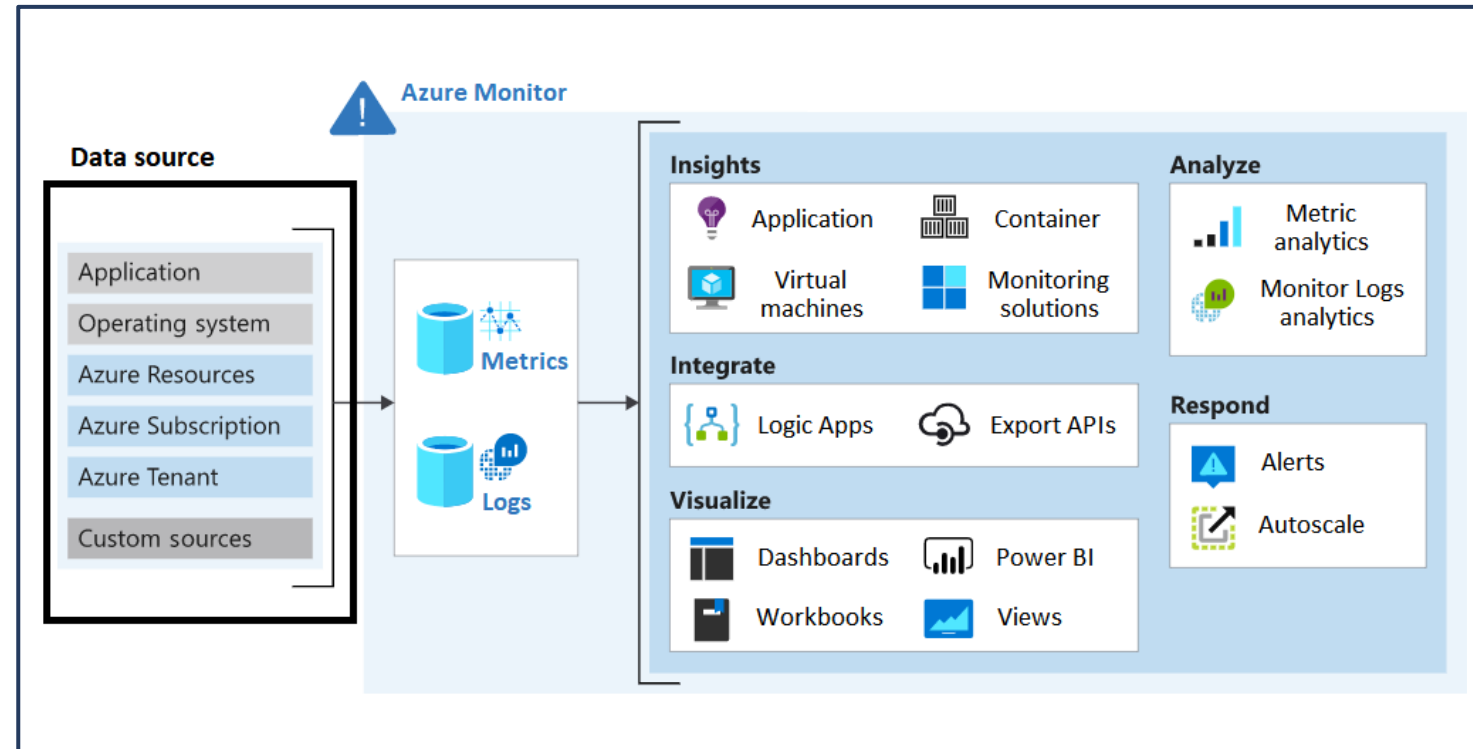 Azure Monitor
Data source
Application
Operating system
Azure Resources
Azure Subscription
Azure Tenant
Custom sources
Metrics
Logs
Insights
Application
Container
Virtual
machines
Monitoring
solutions
Integrate
Logic Apps
Export APIs
Visualize
Dashboards
Power BI
Workbooks
Views
Analyze
Metric
analytics
Monitor Logs
analytics
Respond
Alerts
Autoscale